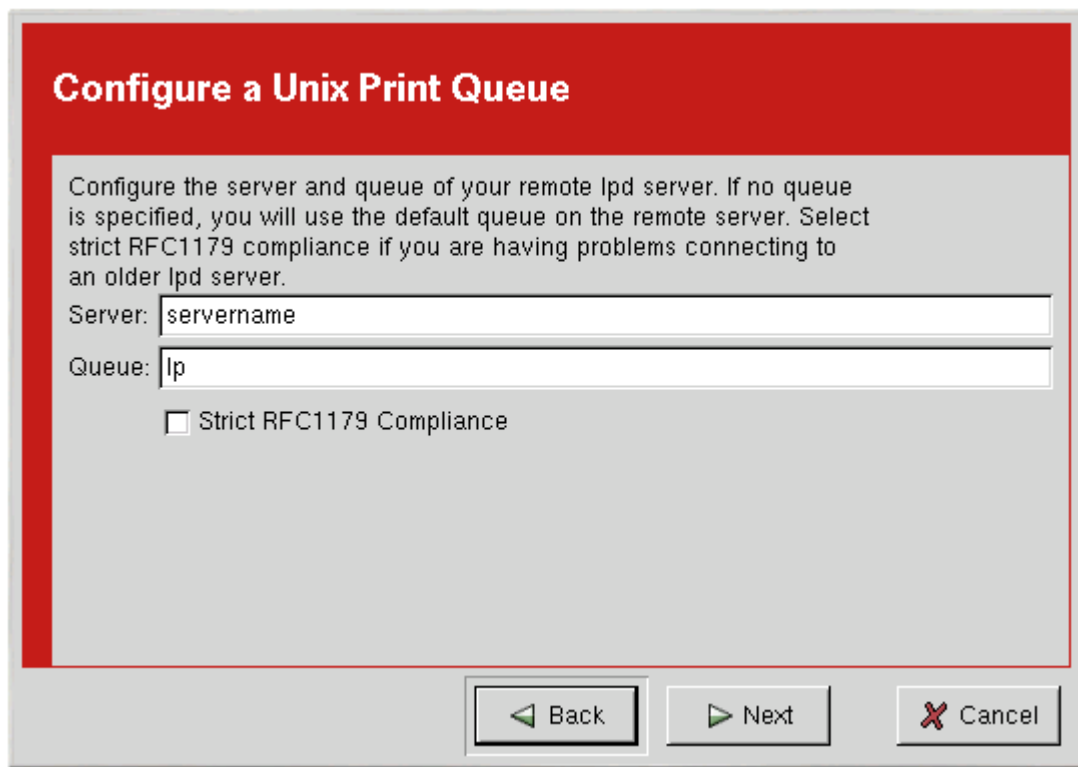 Configure a Unix Print Queue
Configure the server and queue of your remote lpd server. If no queue
is specified, you will use the default queue on the remote server. Select
strict RFC1179 compliance if you are having problems connecting to
an older lpd server.
Server: servername
Queue: lp
Strict RFC1179 Compliance
Back Next Cancel